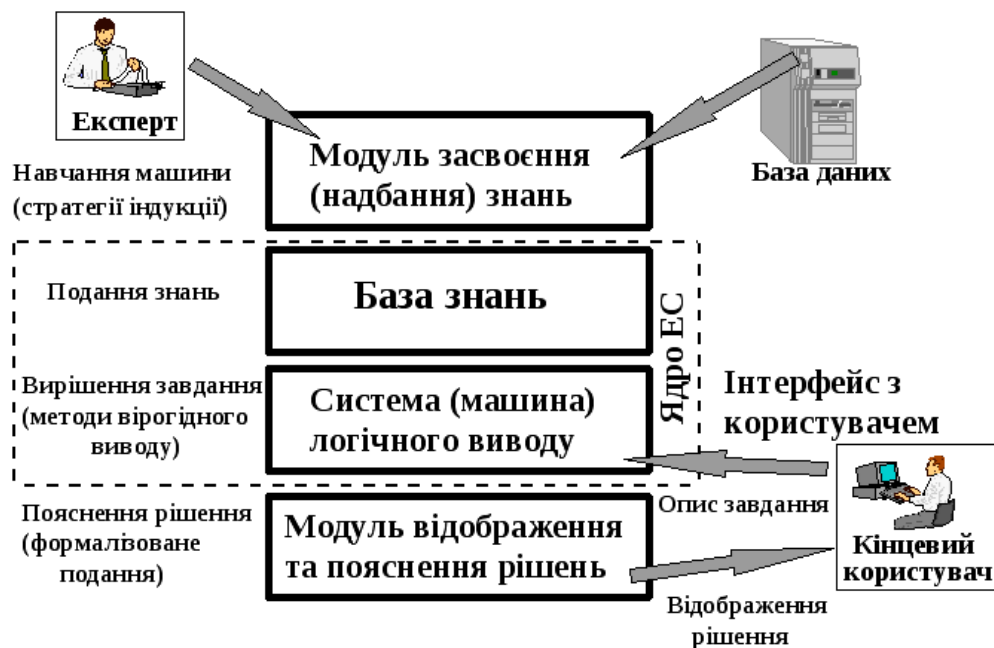 Експерт
База даних
Модуль засвоєння
(надбання) знань
Навчання машини
(стратегії індукції)
Подання знань
База знань
Ядро ЕС
Вирішення завдання
(методи вірогідного
виводу)
Система (машина)
логічного виводу
Інтерфейс з
користувачем
Опис завдання
Пояснення рішення
(формалізоване
подання)
Модуль відображення
та пояснення рішень
Кінцевий
користувач
Відображення
рішення